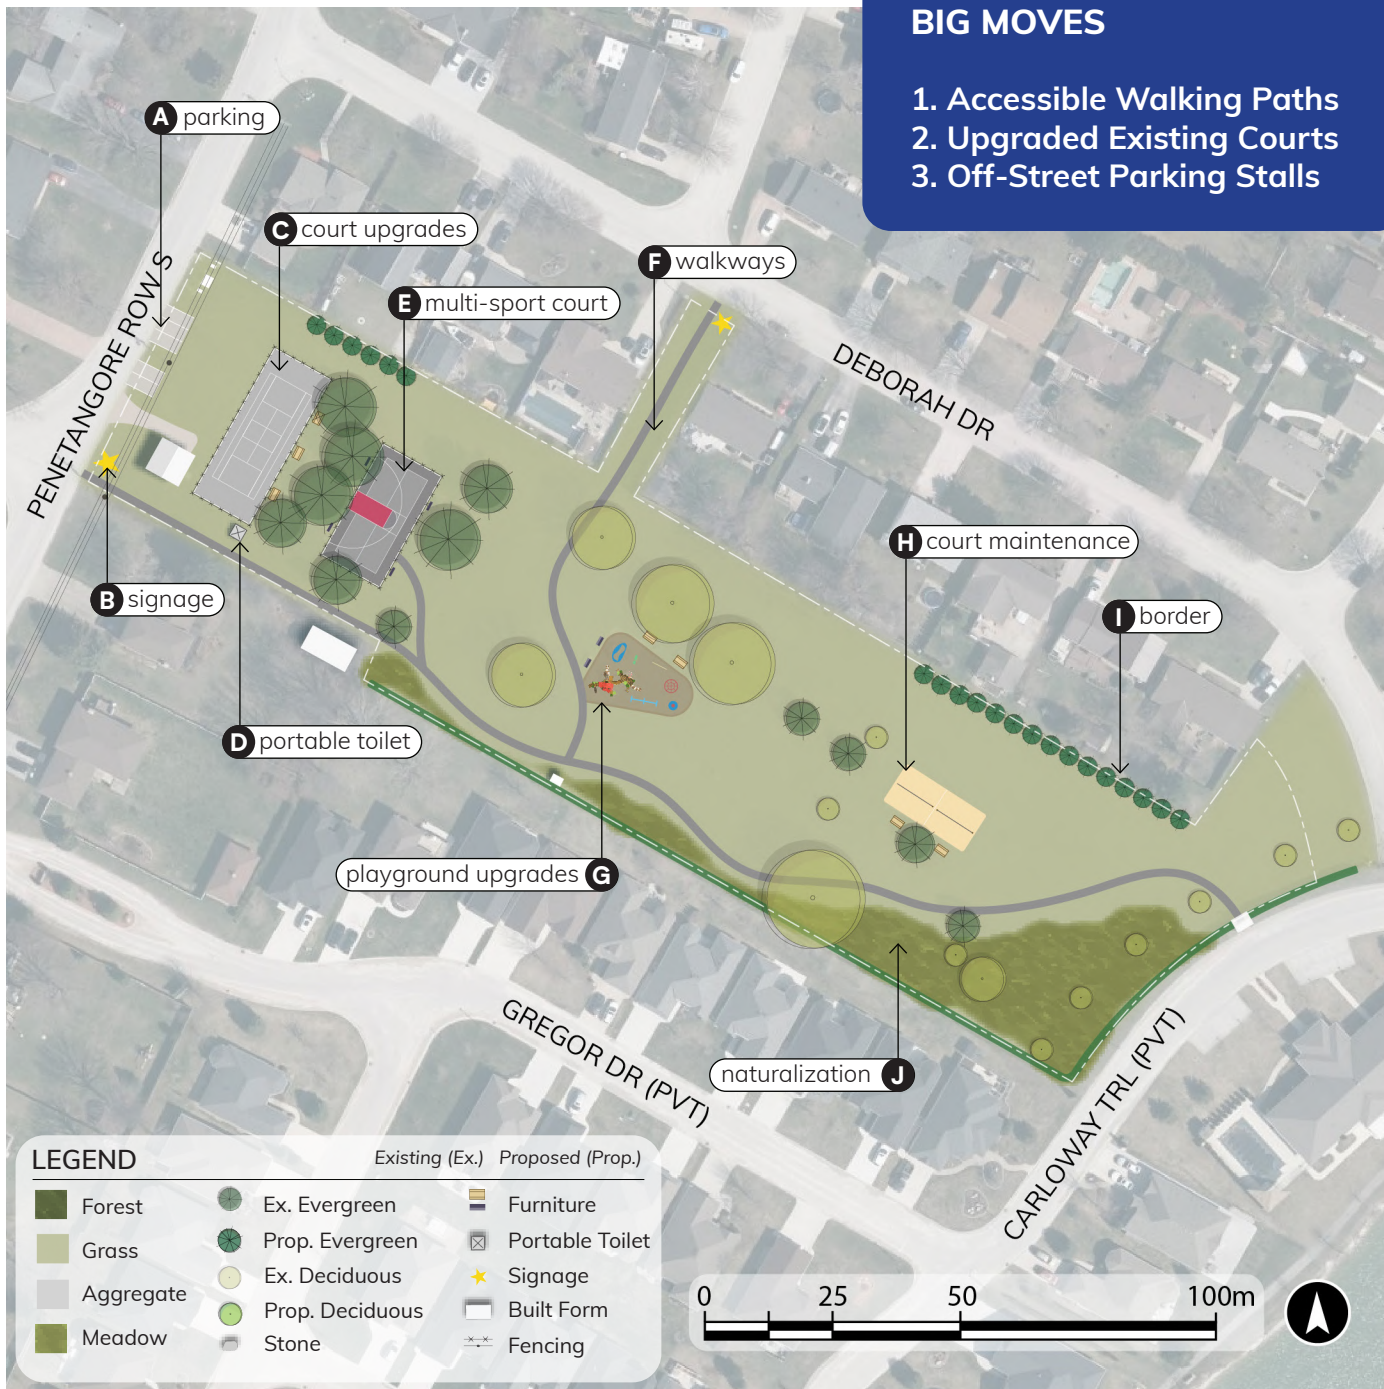 BIG MOVES
1. Accessible Walking Paths
2. Upgraded Existing Courts
3. Off-Street Parking Stalls
A parking
C court upgrades
F walkways
E multi-sport court
PENETANGORE ROW S
DEBORAH DR
H court maintenance
B signage
I border
D portable toilet
playground upgrades G
GREGOR DR (PVT)
naturalization J
CARLOWAY TRL (PVT)
LEGEND
Existing (Ex.) Proposed (Prop.)
Forest
Grass
Aggregate
Meadow
Ex. Evergreen
Prop. Evergreen
Ex. Deciduous
Prop. Deciduous
Stone
Furniture
Portable Toilet
Signage
Built Form
Fencing
0 25 50 100m